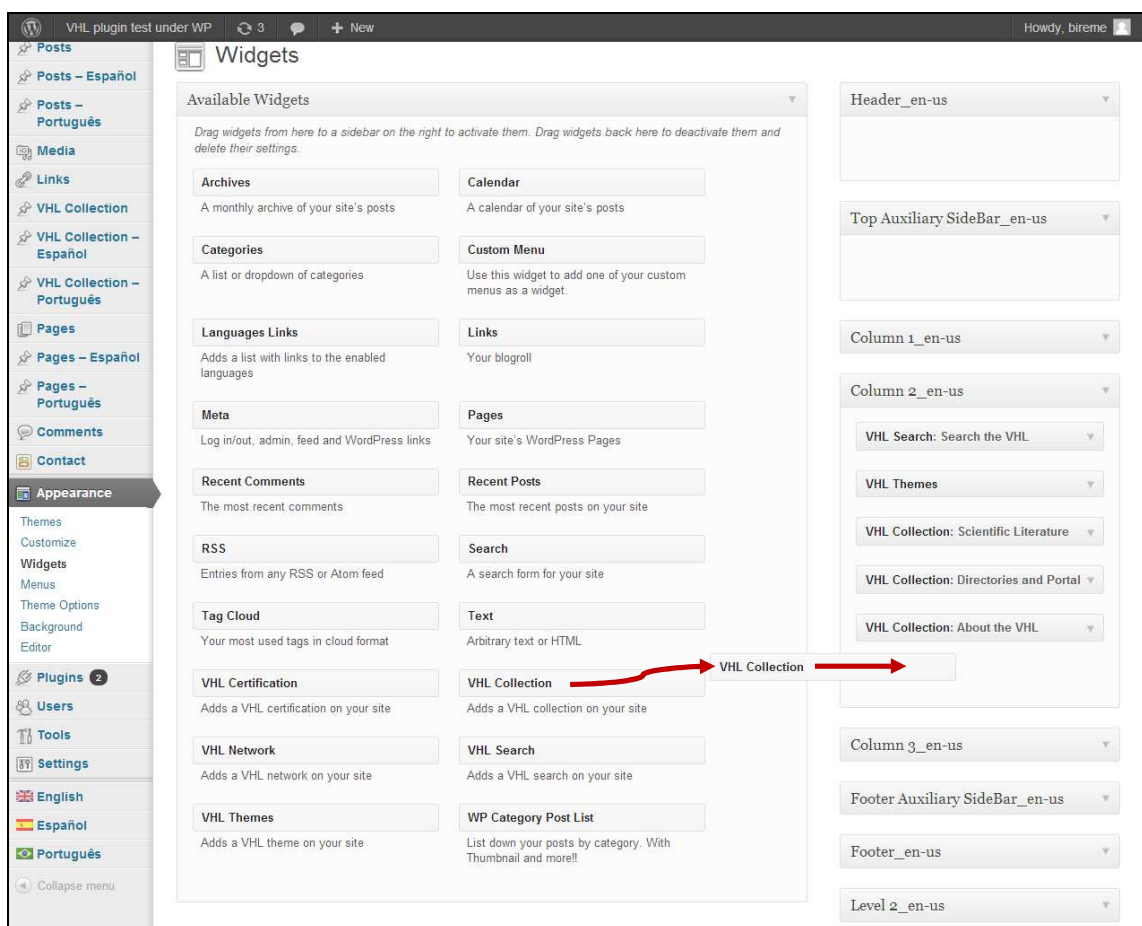 VHL plugin test under WP 3 + New Howdy, bireme
Posts
Posts – Español
Posts –
Português
Media
Links
VHL Collection
VHL Collection –
Español
VHL Collection –
Português
Pages
Pages – Español
Pages –
Português
Comments
Contact
Appearance
Themes
Customize
Widgets
Menus
Theme Options
Background
Editor
Plugins 2
Users
Tools
Settings
English
Español
Português
Collapse menu
Widgets
Available Widgets
Drag widgets from here to a sidebar on the right to activate them. Drag widgets back here to deactivate them and
delete their settings.
Archives
A monthly archive of your site's posts
Calendar
A calendar of your site's posts
Categories
A list or dropdown of categories
Custom Menu
Use this widget to add one of your custom
menus as a widget.
Languages Links
Adds a list with links to the enabled
languages
Links
Your blogroll
Meta
Log in/out, admin, feed and WordPress links
Pages
Your site's WordPress Pages
Recent Comments
The most recent comments
Recent Posts
The most recent posts on your site
RSS
Entries from any RSS or Atom feed
Search
A search form for your site
Tag Cloud
Your most used tags in cloud format
Text
Arbitrary text or HTML
VHL Certification
Adds a VHL certification on your site
VHL Collection
Adds a VHL collection on your site
VHL Network
Adds a VHL network on your site
VHL Search
Adds a VHL search on your site
VHL Themes
Adds a VHL theme on your site
WP Category Post List
List down your posts by category. With
Thumbnail and more!!
VHL Collection
Header_en-us
Top Auxiliary SideBar_en-us
Column 1_en-us
Column 2_en-us
VHL Search: Search the VHL
VHL Themes
VHL Collection: Scientific Literature
VHL Collection: Directories and Portal
VHL Collection: About the VHL
Column 3_en-us
Footer Auxiliary SideBar_en-us
Footer_en-us
Level 2_en-us